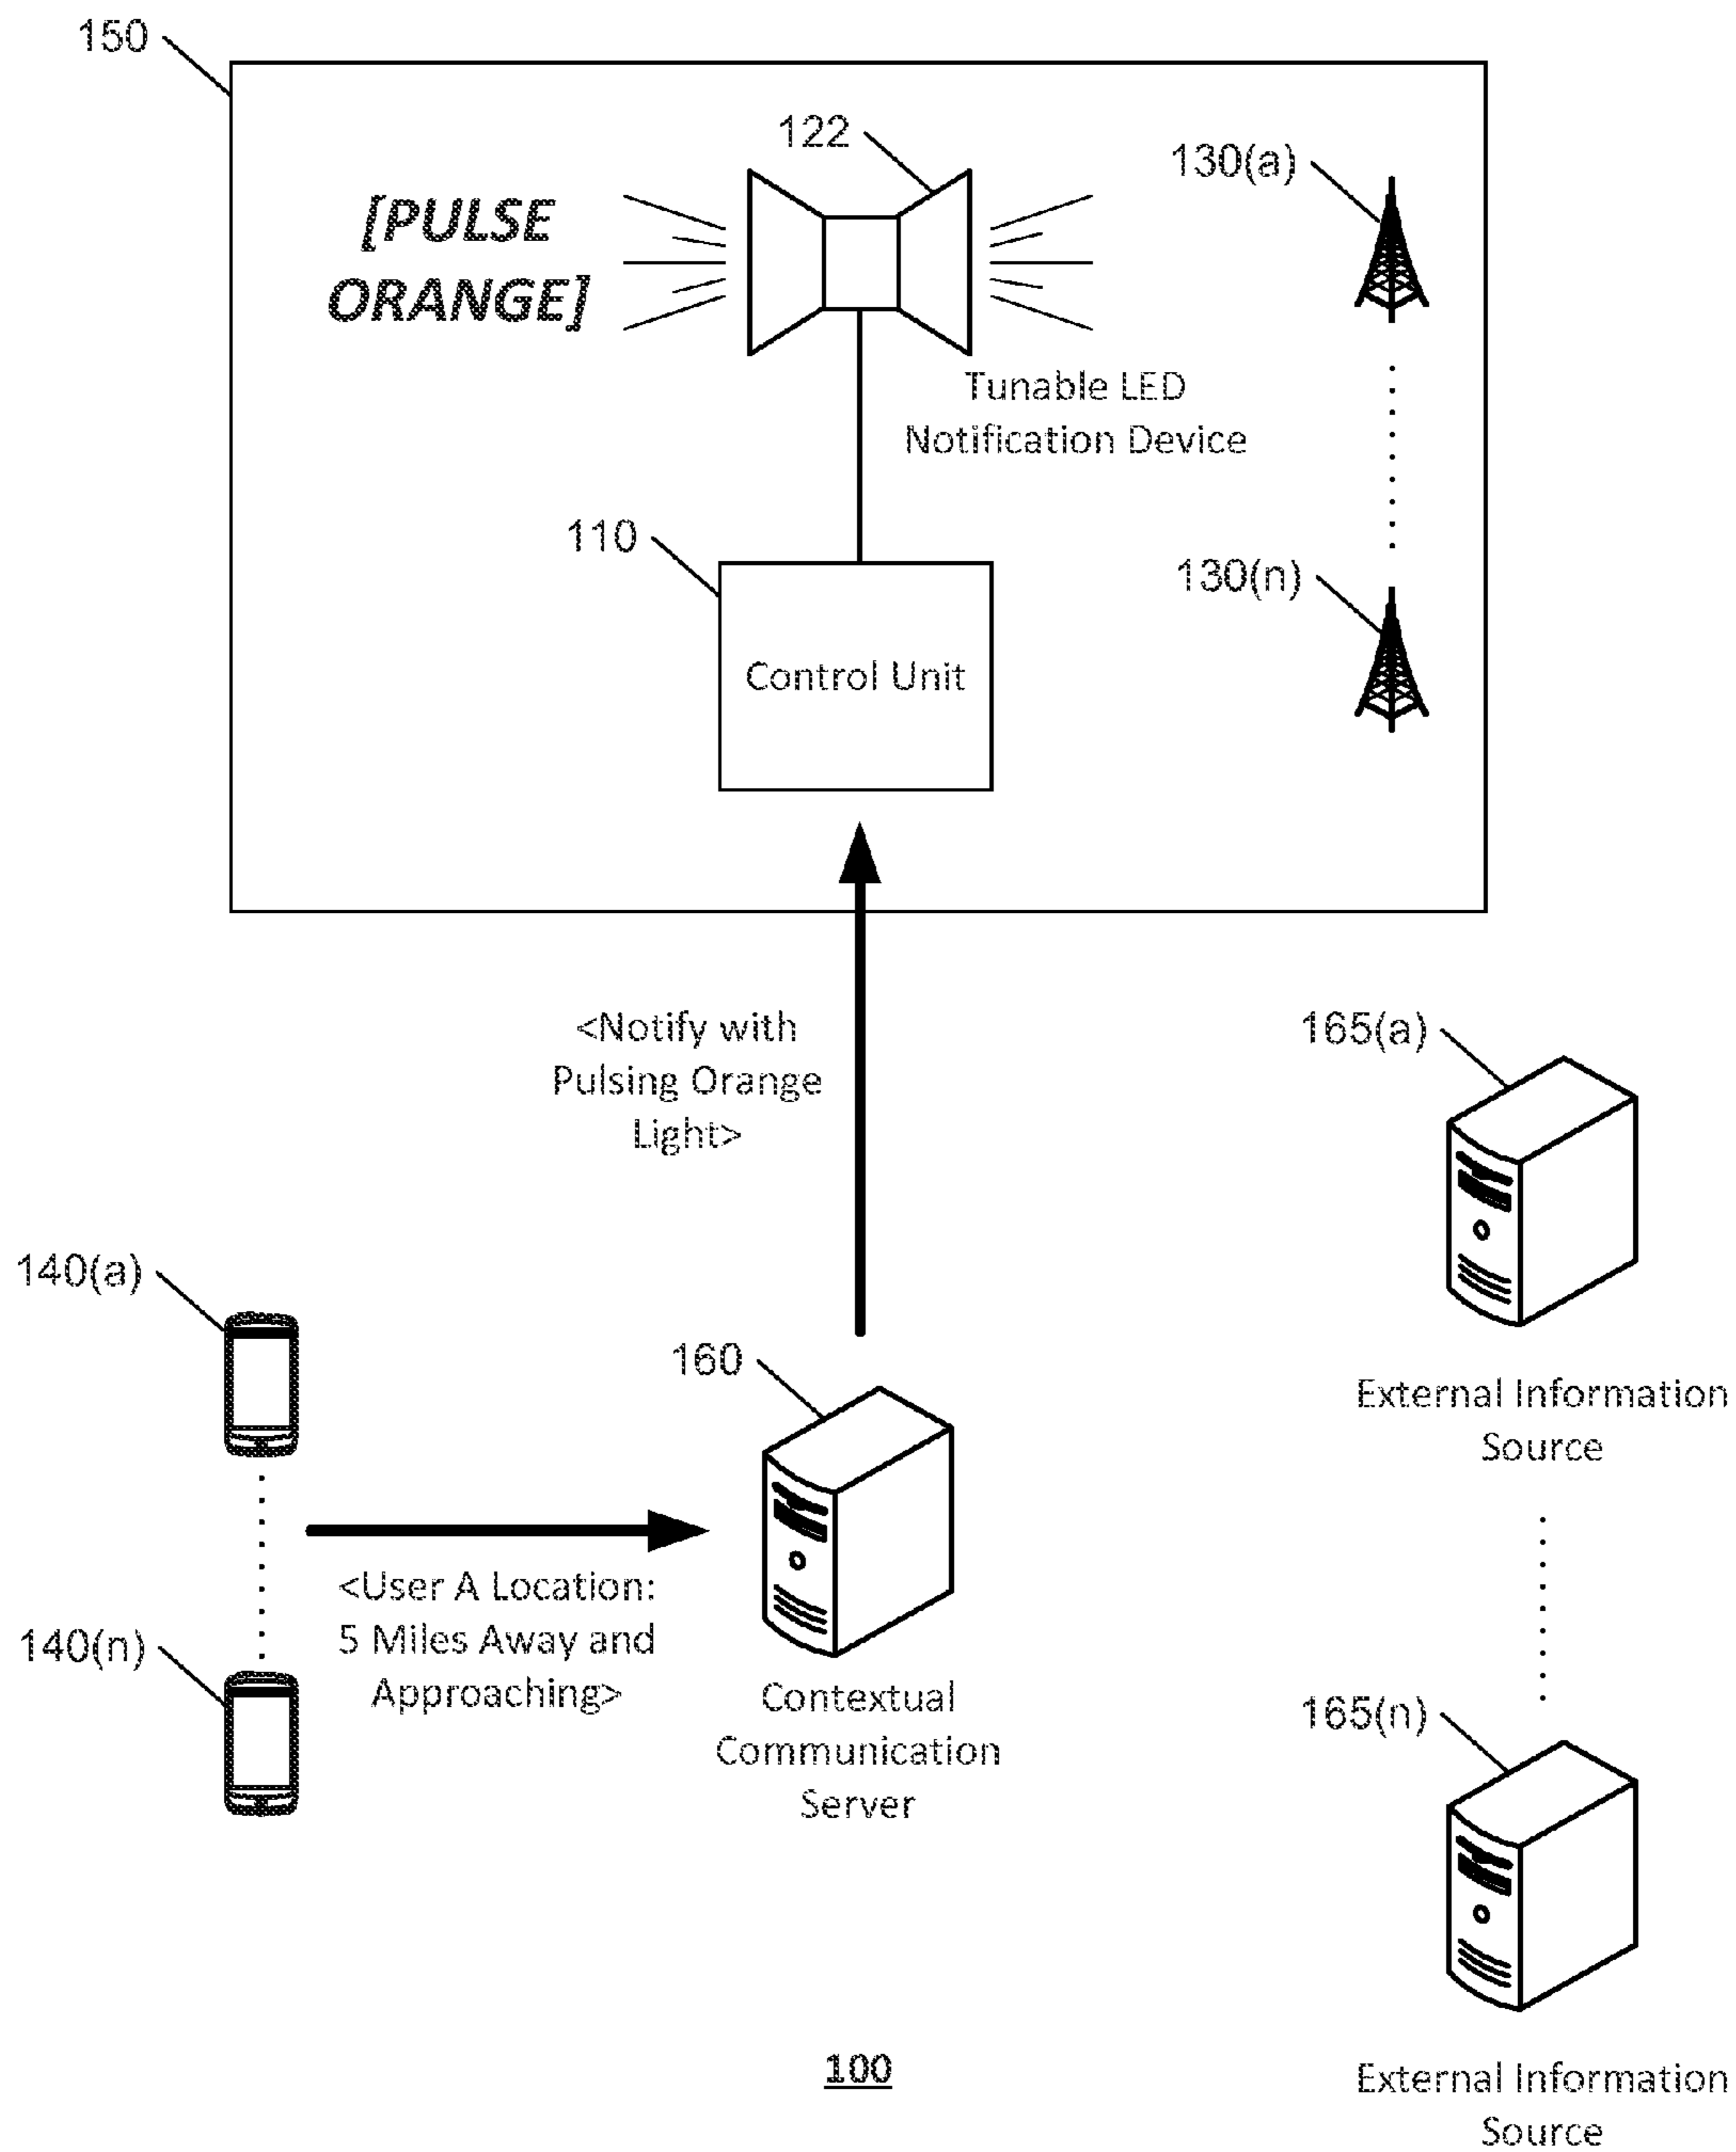 150
122
130(a)
[PULSE
ORANGE]
Tunable LED
Notification Device
110
130(n)
Control Unit
<Notify with
Pulsing Orange
Light>
165(a)
140(a)
160
External Information
Source
<User A Location:
5 Miles Away and
Approaching>
140(n)
Contextual
Communication
Server
165(n)
100
External Information
Source